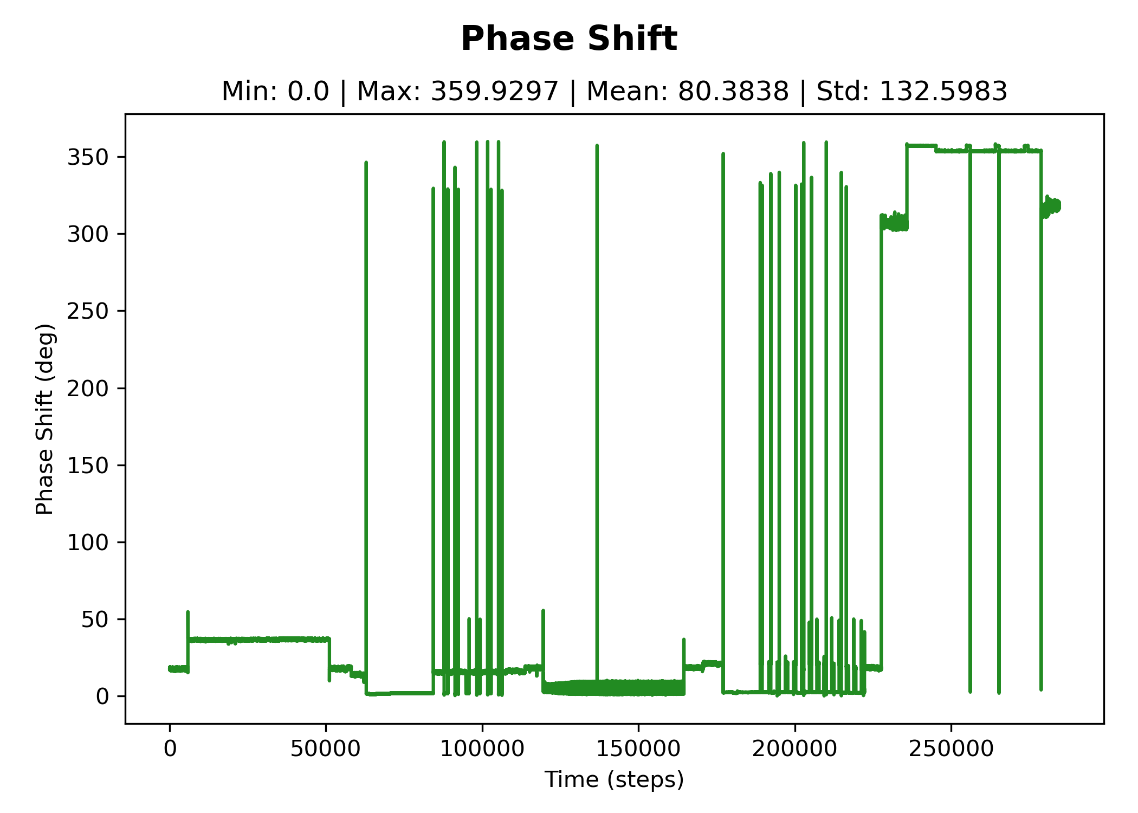 Phase Shift
Min: 0.0 | Max: 359.9297 | Mean: 80.3838 | Std: 132.5983
350
300
250
200
150
100
50
0
Phase Shift (deg)
0 50000 100000 150000 200000 250000
Time (steps)